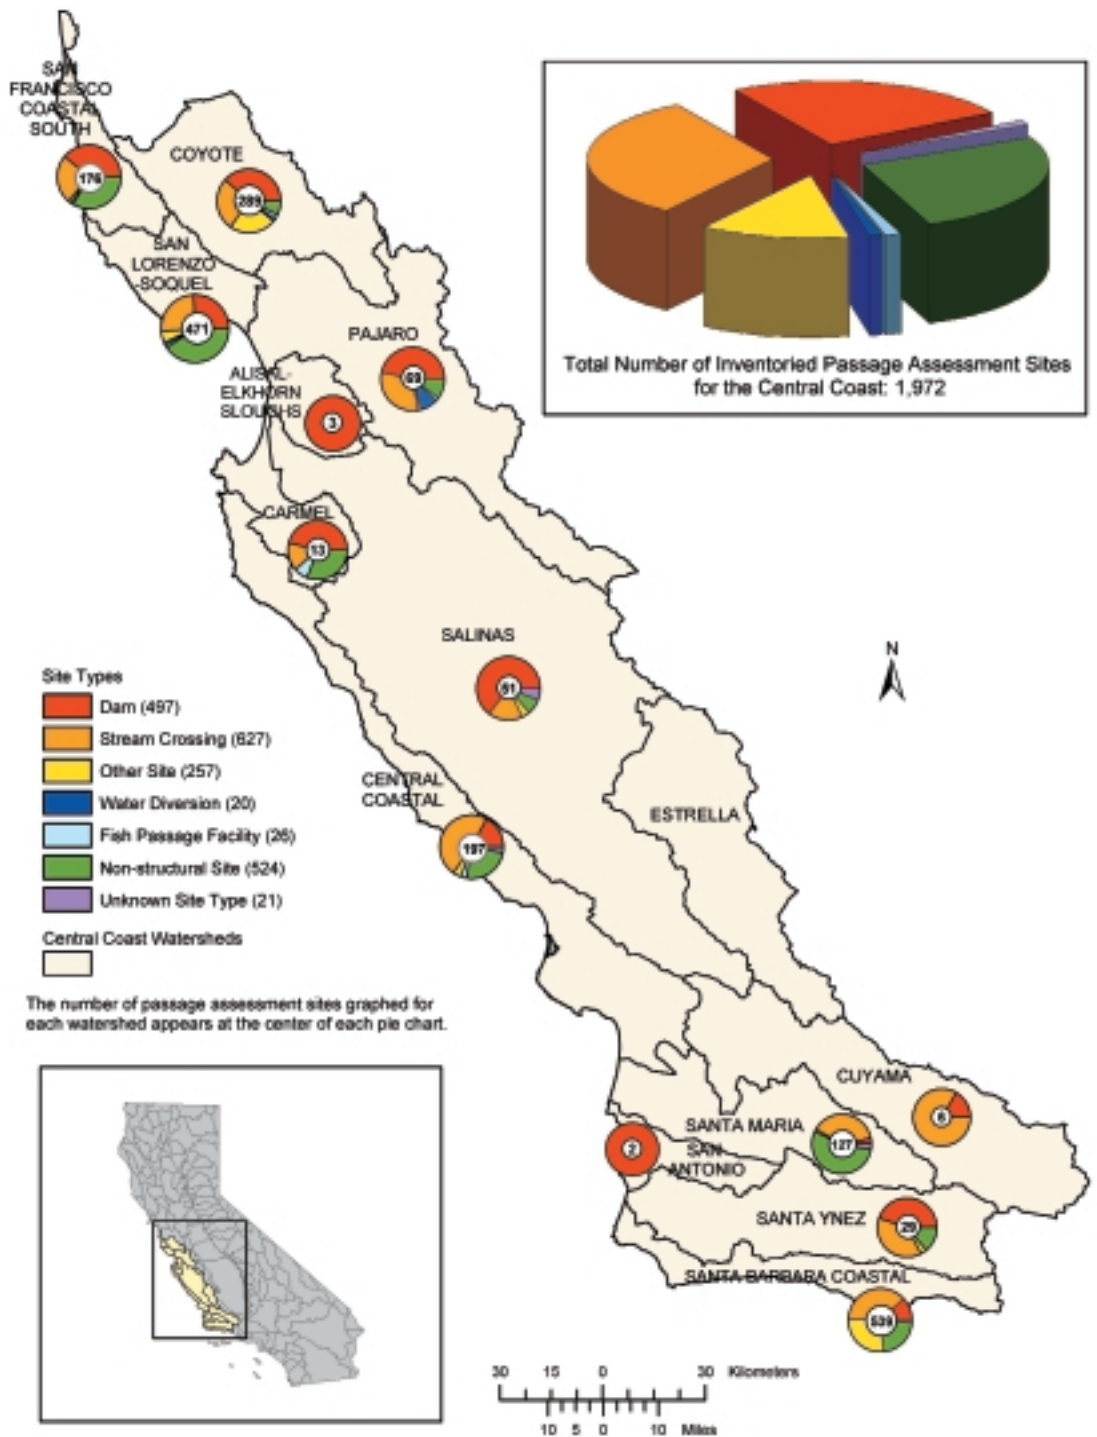 SAN
FRANCISCO
COASTAL
SOUTH
176
COYOTE
289
SAN
LORENZO
-SOQUEL
471
PAJARO
69
ALISAL-
ELKHORN
SLOUGHS
3
CARMEL
13
Total Number of Inventoried Passage Assessment Sites
for the Central Coast: 1,972
SALINAS
51
N
Site Types
Dam (497)
Stream Crossing (627)
Other Site (257)
Water Diversion (20)
Fish Passage Facility (26)
Non-structural Site (524)
Unknown Site Type (21)
Central Coast Watersheds
The number of passage assessment sites graphed for
each watershed appears at the center of each pie chart.
CENTRAL
COASTAL
197
ESTRELLA
CUYAMA
6
SANTA MARIA
127
SAN
ANTONIO
2
SANTA YNEZ
29
SANTA BARBARA COASTAL
539
30 15 0 30 Kilometers
10 5 0 10 Miles